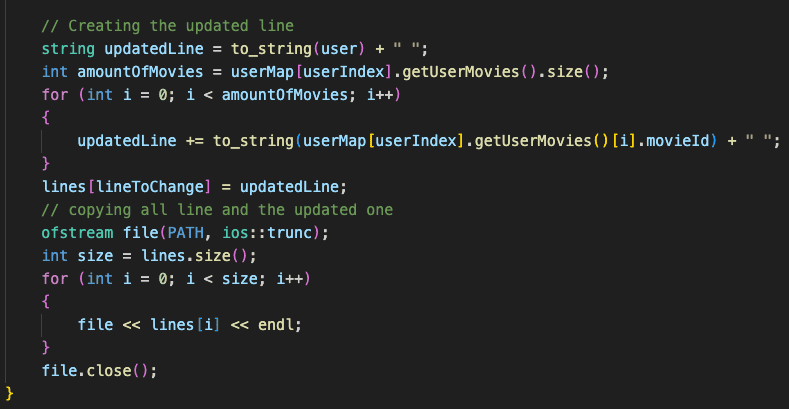 // Creating the updated line
string updatedLine = to_string(user) + " ";
int amountOfMovies = userMap[userIndex].getUserMovies().size();
for (int i = 0; i < amountOfMovies; i++)
{
updatedLine += to_string(userMap[userIndex].getUserMovies()[i].movieId) + " ";
}
lines[lineToChange] = updatedLine;
// copying all line and the updated one
ofstream file(PATH, ios::trunc);
int size = lines.size();
for (int i = 0; i < size; i++)
{
file << lines[i] << endl;
}
file.close();
}